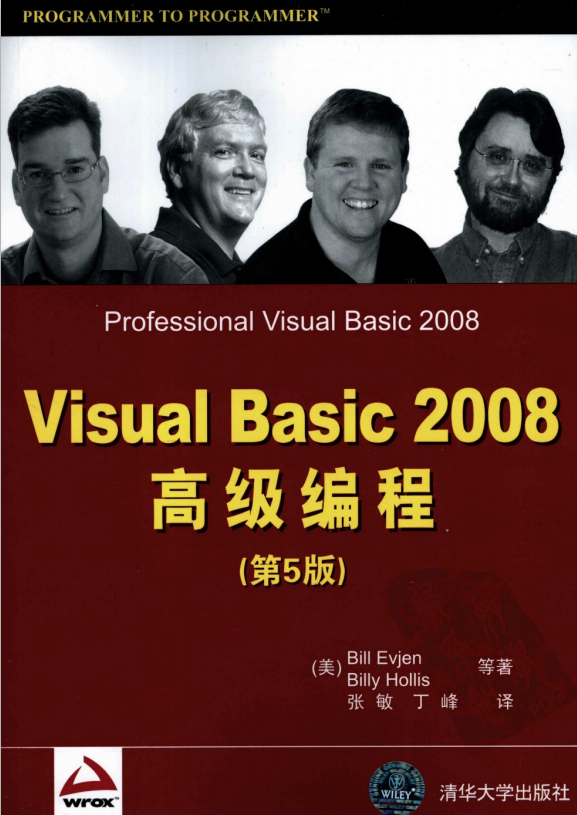 PROGRAMMER TO PROGRAMMER™
Professional Visual Basic 2008
Visual Basic 2008
高级编程
(第5版)
(美) Bill Evjen 等著
Billy Hollis
张 敏 丁 峰 译
wrox™
WILEY
清华大学出版社